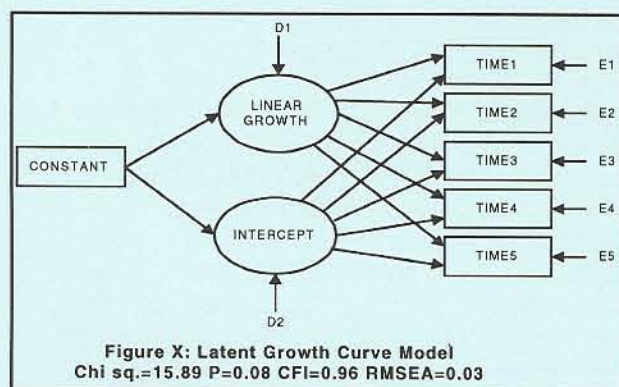 D1
LINEAR
GROWTH
CONSTANT
INTERCEPT
D2
TIME1
E1
TIME2
E2
TIME3
E3
TIME4
E4
TIME5
E5
Figure X: Latent Growth Curve Model
Chi sq.=15.89 P=0.08 CFI=0.96 RMSEA=0.03